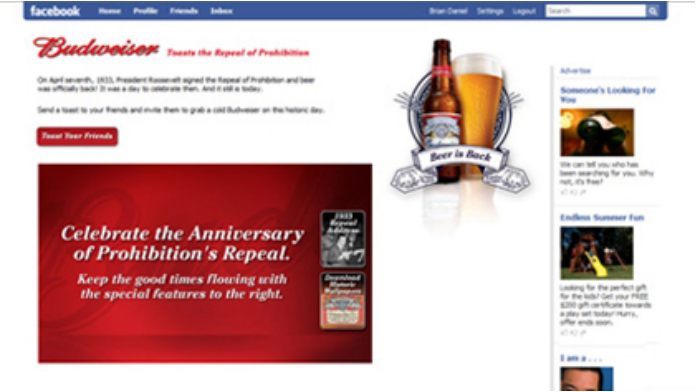 facebook Home Profile Friends Inbox Brian Daniel Settings Logout Search
Budweiser Toasts the Repeal of Prohibition
On April seventh, 1933, President Roosevelt signed the Repeal of Prohibition and beer
was officially back! It was a day to celebrate then. And it still is today.
Send a toast to your friends and invite them to grab a cold Budweiser on this historic day.
Toast Your Friends
Beer is Back
Celebrate the Anniversary
of Prohibition's Repeal.
Keep the good times flowing with
the special features to the right.
1933
Repeal
Address
Download
Historic
Wallpapers
Advertise
Someone's Looking For
You
We can tell you who has
been searching for you. Why
not, it's free?
Endless Summer Fun
Looking for the perfect gift
for the kids? Get your FREE
$200 gift certificate towards
a play set today! Hurry,
offer ends soon.
I am a . . .